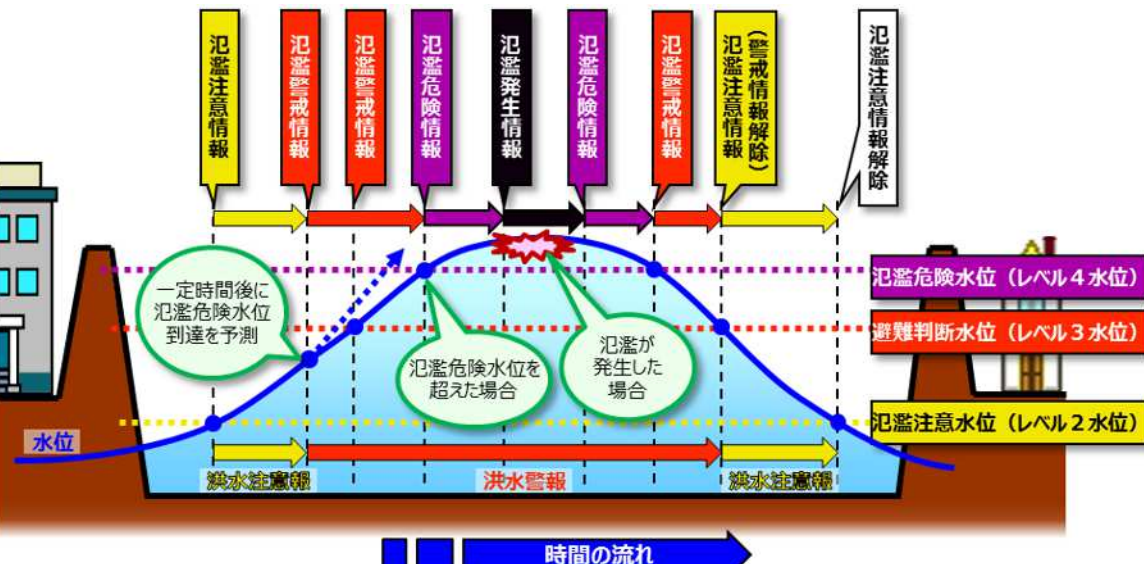 氾濫注意情報
氾濫警戒情報
氾濫警戒情報
氾濫危険情報
氾濫発生情報
氾濫危険情報
氾濫警戒情報
氾濫注意情報
(警戒情報解除)
氾濫注意情報解除
一定時間後に
氾濫危険水位
到達を予測
氾濫危険水位を
超えた場合
氾濫が
発生した
場合
氾濫危険水位(レベル4水位)
避難判断水位(レベル3水位)
氾濫注意水位(レベル2水位)
水位
洪水注意報
洪水警報
洪水注意報
時間の流れ